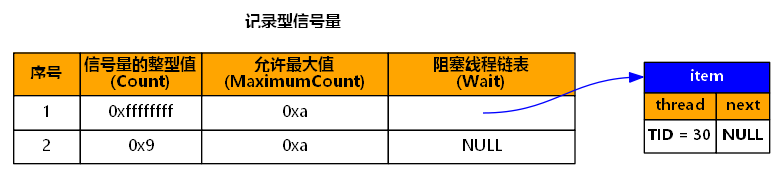 记录型信号量
序号 信号量的整型值 (Count) 允许最大值 (MaximumCount) 阻塞线程链表 (Wait)
1 0xffffffff 0xa
2 0x9 0xa NULL
item
thread next
TID = 30 NULL